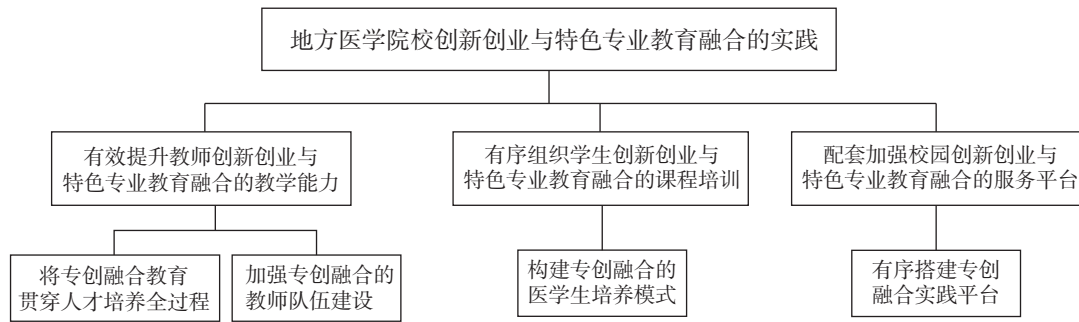 地方医学院校创新创业与特色专业教育融合的实践
有效提升教师创新创业与
特色专业教育融合的教学能力
有序组织学生创新创业与
特色专业教育融合的课程培训
配套加强校园创新创业与
特色专业教育融合的服务平台
将专创融合教育
贯穿人才培养全过程
加强专创融合的
教师队伍建设
构建专创融合的
医学生培养模式
有序搭建专创
融合实践平台